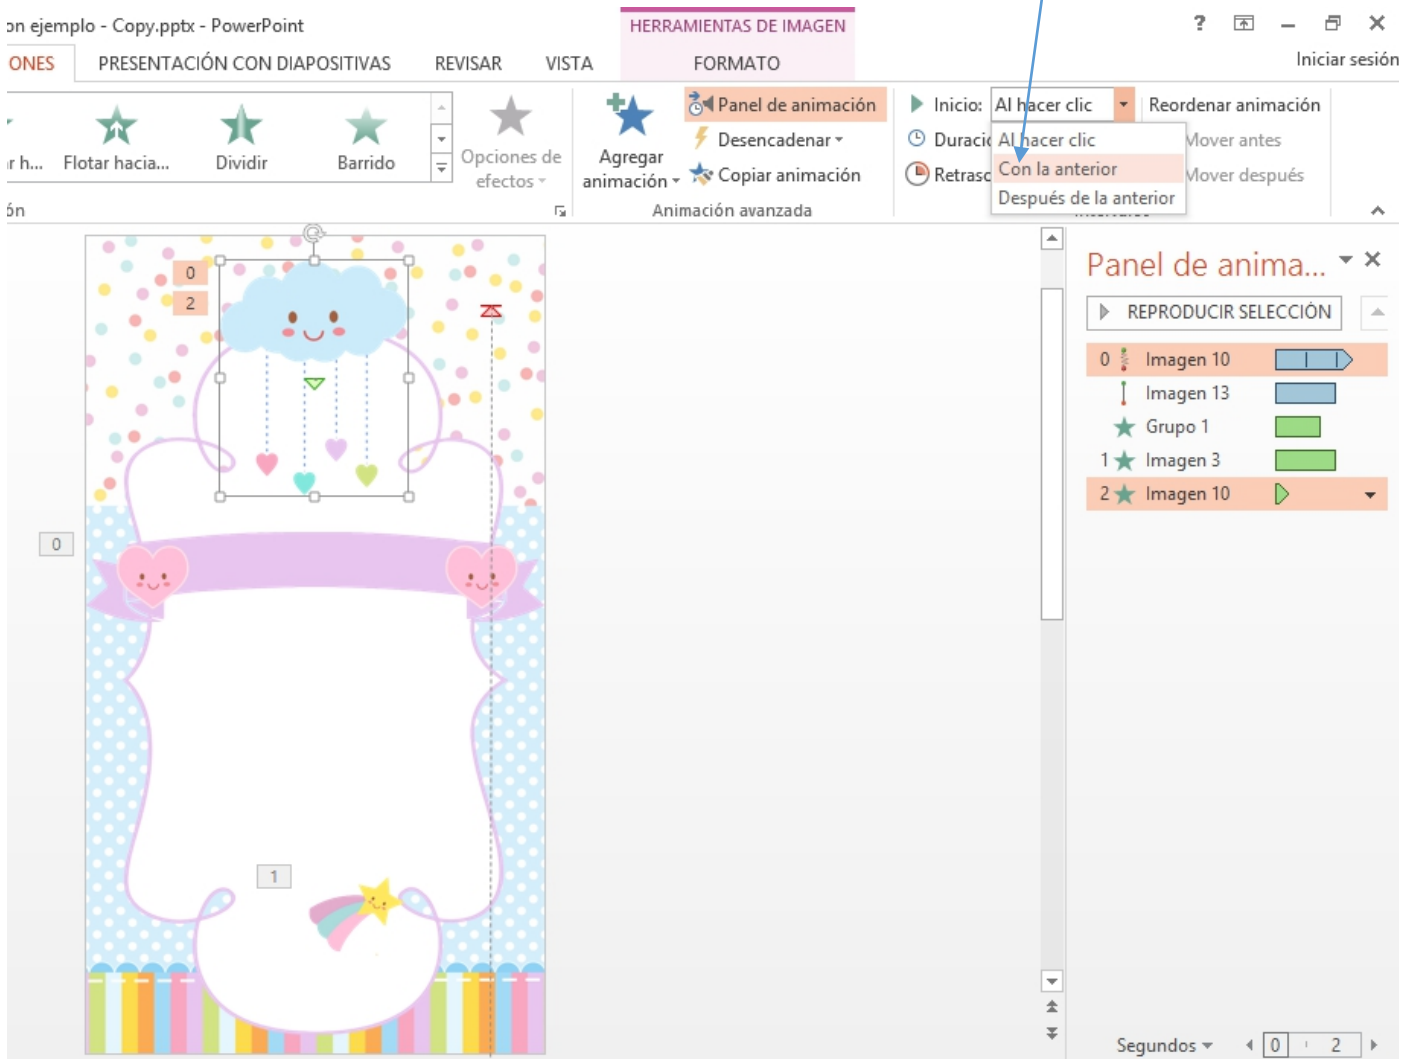 on ejemplo - Copy.pptx - PowerPoint
HERRAMIENTAS DE IMAGEN
?
Iniciar sesión
ONES
PRESENTACIÓN CON DIAPOSITIVAS
REVISAR
VISTA
FORMATO
r h...
Flotar hacia...
Dividir
Barrido
Opciones de
efectos
Agregar
animación
Panel de animación
Desencadenar
Copiar animación
Inicio:
Al hacer clic
Duració
Retraso
Al hacer clic
Con la anterior
Después de la anterior
Reordenar animación
Mover antes
Mover después
ón
Animación avanzada
0
2
0
1
Panel de anima...
REPRODUCIR SELECCIÓN
0 Imagen 10
Imagen 13
Grupo 1
1 Imagen 3
2 Imagen 10
Segundos
0
2